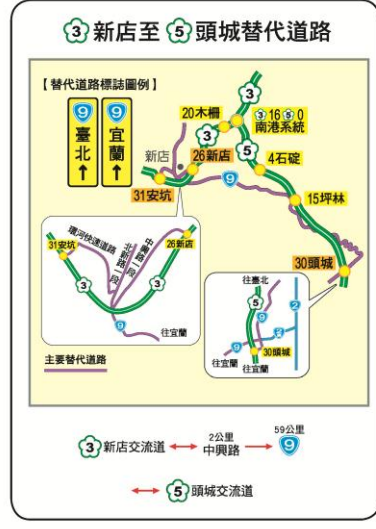 3 新店至 5 頭城替代道路
【替代道路標誌圖例】
9 臺北↑
9 宜蘭↑
3
20木柵
3 16 5 0
南港系統
3
5
新店
26新店
4石碇
9
31安坑
15坪林
30頭城
環河快速道路
北新路一段
中興路一段
31安坑
26新店
3
3
9
往宜蘭
往臺北
5
9
2
2
9
30頭城
往宜蘭
往宜蘭
主要替代道路
3 新店交流道 ↔ 2公里 中興路 → 59公里 9
↔ 5 頭城交流道